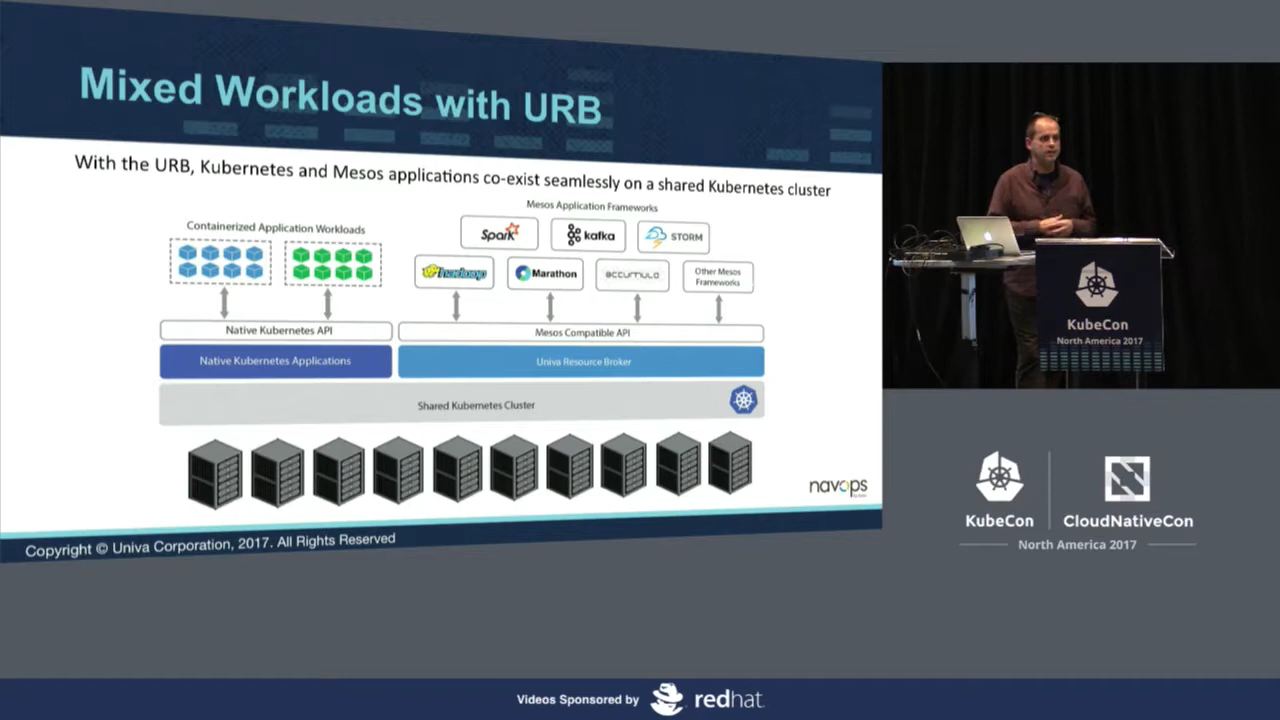 Mixed Workloads with URB
With the URB, Kubernetes and Mesos applications co-exist seamlessly on a shared Kubernetes cluster
Mesos Application Frameworks
Containerized Application Workloads
Spark
kafka
STORM
hadoop
Marathon
accumulo
Other Mesos
Frameworks
Native Kubernetes API
Mesos Compatible API
Native Kubernetes Applications
Univa Resource Broker
Shared Kubernetes Cluster
navops
Copyright © Univa Corporation, 2017. All Rights Reserved
KubeCon
North America 2017
KubeCon
CloudNativeCon
North America 2017
Videos Sponsored by
redhat